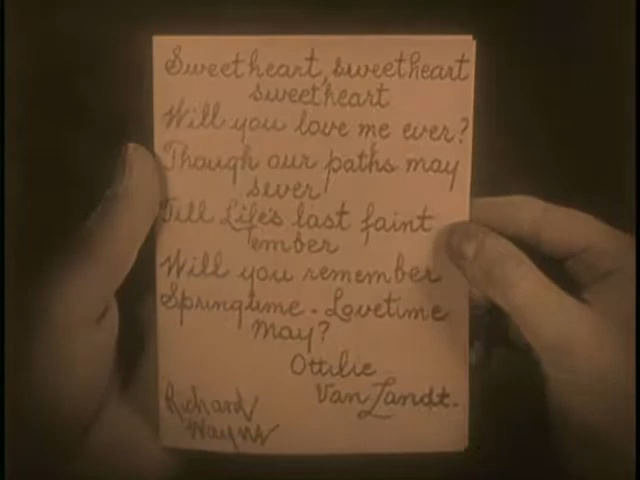 Sweetheart, sweetheart
sweetheart
Will you love me ever?
Though our paths may
sever
Till Life's last faint
ember
Will you remember
Springtime - Lovetime
May?
Ottilie
Van Zandt.
Richard
Wayne